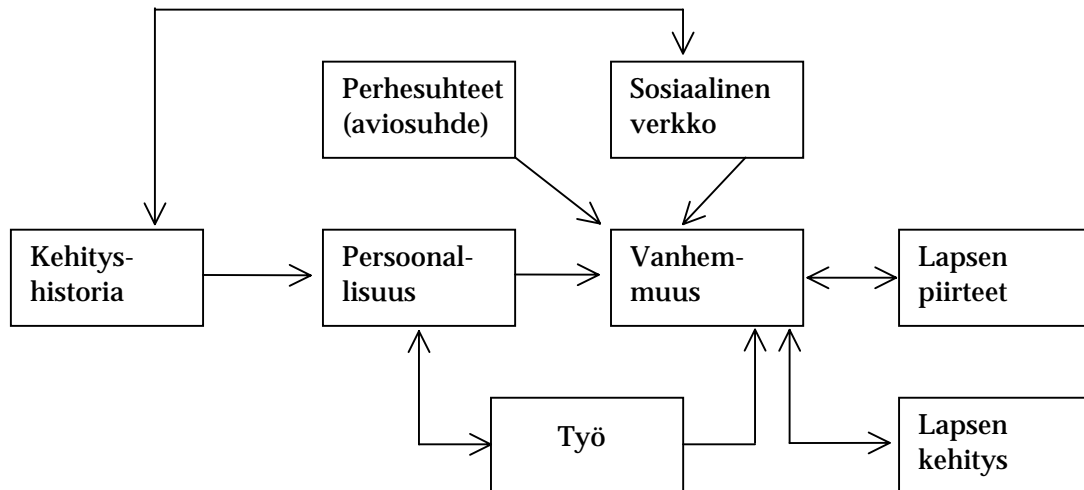 Perhesuhteet
(aviosuhde)
Sosiaalinen
verkko
Kehitys-
historia
Persoonal-
lisuus
Vanhem-
muus
Lapsen
piirteet
Työ
Lapsen
kehitys